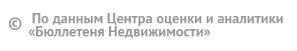 © По данным Центра оценки и аналитики
«Бюллетеня Недвижимости»